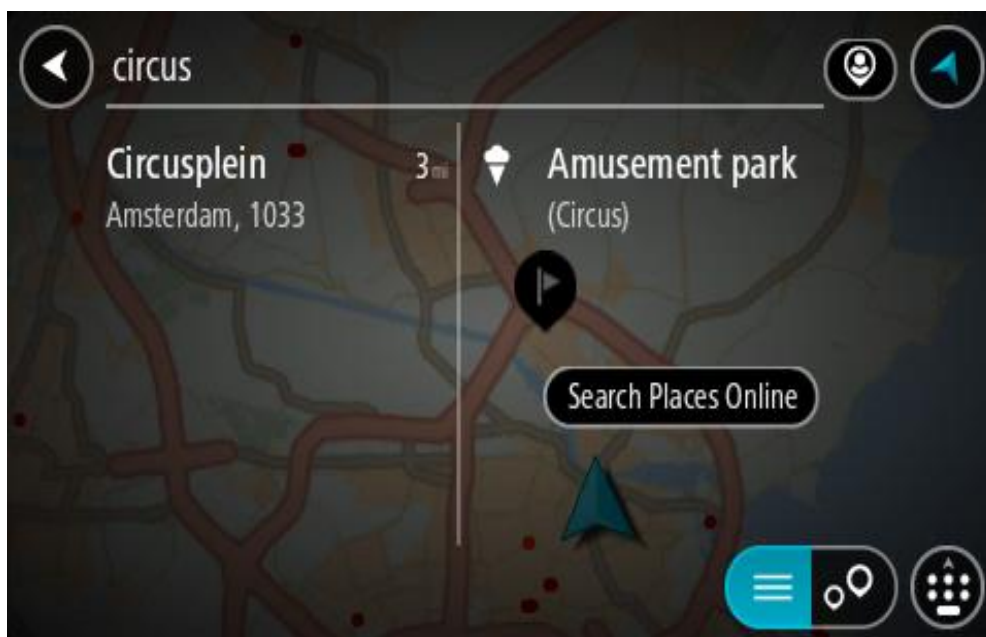 circus
Circusplein
3 mi
Amsterdam, 1033
Amusement park
(Circus)
Search Places Online